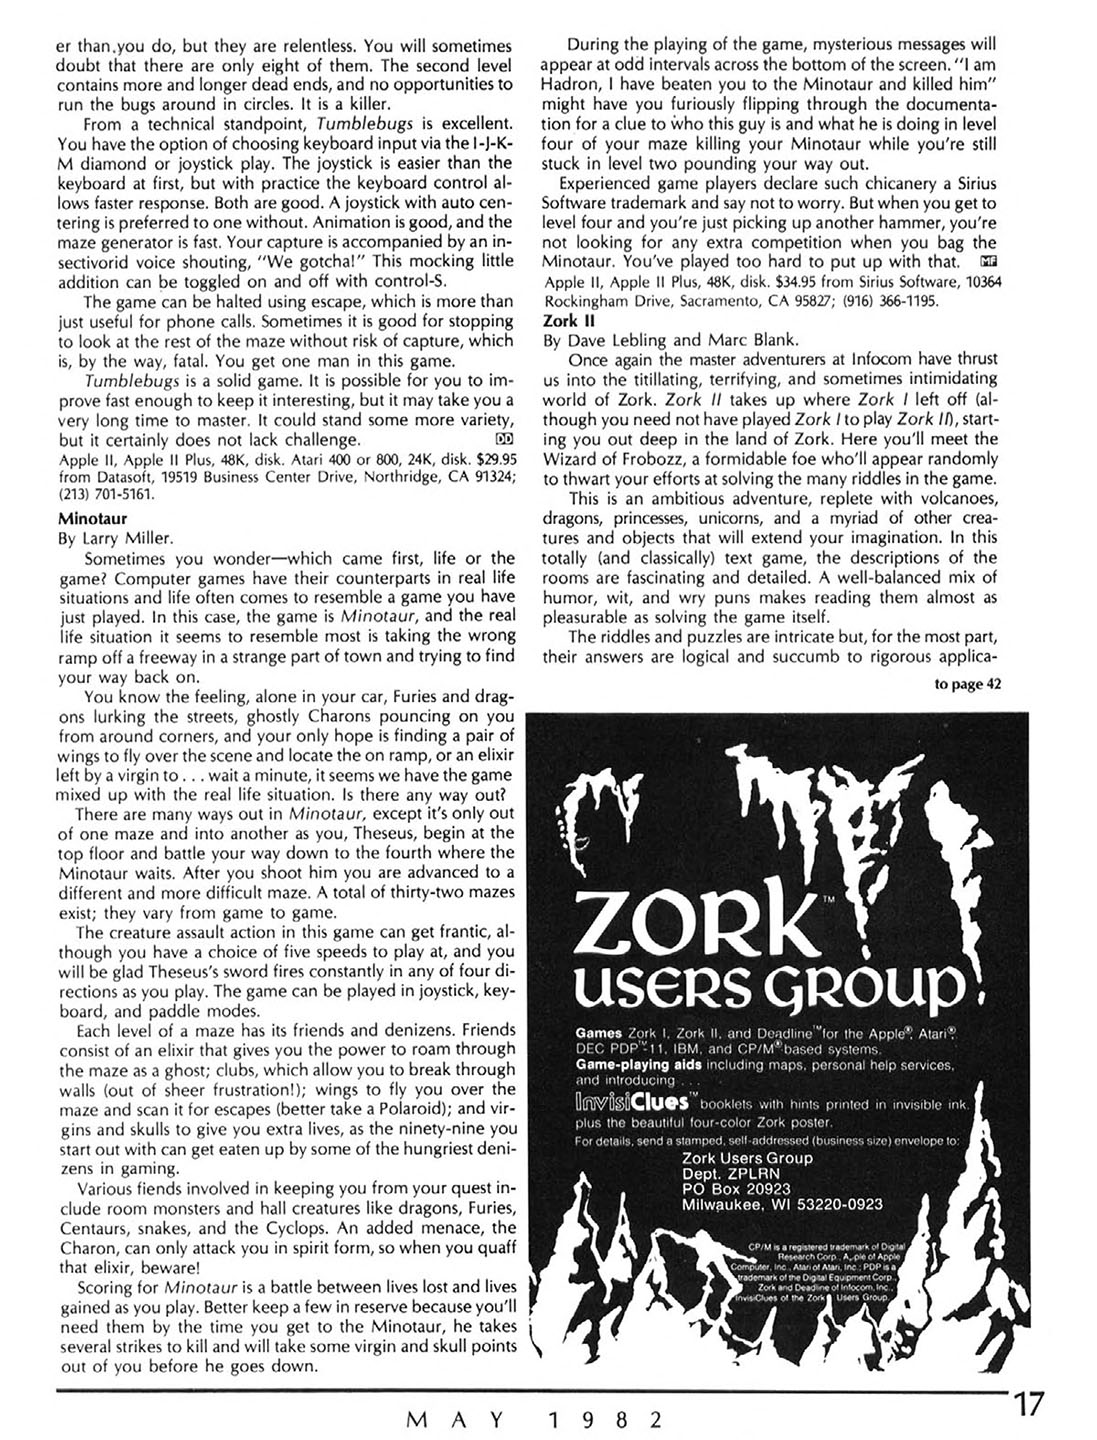 er than you do, but they are relentless. You will sometimes
doubt that there are only eight of them. The second level
contains more and longer dead ends, and no opportunities to
run the bugs around in circles. It is a killer.
From a technical standpoint, Tumblebugs is excellent.
You have the option of choosing keyboard input via the I-J-K-
M diamond or joystick play. The joystick is easier than the
keyboard at first, but with practice the keyboard control al-
lows faster response. Both are good. A joystick with auto cen-
tering is preferred to one without. Animation is good, and the
maze generator is fast. Your capture is accompanied by an in-
sectivorid voice shouting, "We gotcha!" This mocking little
addition can be toggled on and off with control-S.
The game can be halted using escape, which is more than
just useful for phone calls. Sometimes it is good for stopping
to look at the rest of the maze without risk of capture, which
is, by the way, fatal. You get one man in this game.
Tumblebugs is a solid game. It is possible for you to im-
prove fast enough to keep it interesting, but it may take you a
very long time to master. It could stand some more variety,
but it certainly does not lack challenge. DD
Apple II, Apple II Plus, 48K, disk. Atari 400 or 800, 24K, disk. $29.95
from Datasoft, 19519 Business Center Drive, Northridge, CA 91324;
(213) 701-5161.
Minotaur
By Larry Miller.
Sometimes you wonder—which came first, life or the
game? Computer games have their counterparts in real life
situations and life often comes to resemble a game you have
just played. In this case, the game is Minotaur, and the real
life situation it seems to resemble most is taking the wrong
ramp off a freeway in a strange part of town and trying to find
your way back on.
You know the feeling, alone in your car, Furies and drag-
ons lurking the streets, ghostly Charons pouncing on you
from around corners, and your only hope is finding a pair of
wings to fly over the scene and locate the on ramp, or an elixir
left by a virgin to . . . wait a minute, it seems we have the game
mixed up with the real life situation. Is there any way out?
There are many ways out in Minotaur, except it's only out
of one maze and into another as you, Theseus, begin at the
top floor and battle your way down to the fourth where the
Minotaur waits. After you shoot him you are advanced to a
different and more difficult maze. A total of thirty-two mazes
exist; they vary from game to game.
The creature assault action in this game can get frantic, al-
though you have a choice of five speeds to play at, and you
will be glad Theseus's sword fires constantly in any of four di-
rections as you play. The game can be played in joystick, key-
board, and paddle modes.
Each level of a maze has its friends and denizens. Friends
consist of an elixir that gives you the power to roam through
the maze as a ghost; clubs, which allow you to break through
walls (out of sheer frustration!); wings to fly you over the
maze and scan it for escapes (better take a Polaroid); and vir-
gins and skulls to give you extra lives, as the ninety-nine you
start out with can get eaten up by some of the hungriest deni-
zens in gaming.
Various fiends involved in keeping you from your quest in-
clude room monsters and hall creatures like dragons, Furies,
Centaurs, snakes, and the Cyclops. An added menace, the
Charon, can only attack you in spirit form, so when you quaff
that elixir, beware!
Scoring for Minotaur is a battle between lives lost and lives
gained as you play. Better keep a few in reserve because you'll
need them by the time you get to the Minotaur, he takes
several strikes to kill and will take some virgin and skull points
out of you before he goes down.
During the playing of the game, mysterious messages will
appear at odd intervals across the bottom of the screen. "I am
Hadron, I have beaten you to the Minotaur and killed him"
might have you furiously flipping through the documenta-
tion for a clue to who this guy is and what he is doing in level
four of your maze killing your Minotaur while you're still
stuck in level two pounding your way out.
Experienced game players declare such chicanery a Sirius
Software trademark and say not to worry. But when you get to
level four and you're just picking up another hammer, you're
not looking for any extra competition when you bag the
Minotaur. You've played too hard to put up with that. MF
Apple II, Apple II Plus, 48K, disk. $34.95 from Sirius Software, 10364
Rockingham Drive, Sacramento, CA 95827; (916) 366-1195.
Zork II
By Dave Lebling and Marc Blank.
Once again the master adventurers at Infocom have thrust
us into the titillating, terrifying, and sometimes intimidating
world of Zork. Zork II takes up where Zork I left off (al-
though you need not have played Zork I to play Zork II), start-
ing you out deep in the land of Zork. Here you'll meet the
Wizard of Frobozz, a formidable foe who'll appear randomly
to thwart your efforts at solving the many riddles in the game.
This is an ambitious adventure, replete with volcanoes,
dragons, princesses, unicorns, and a myriad of other crea-
tures and objects that will extend your imagination. In this
totally (and classically) text game, the descriptions of the
rooms are fascinating and detailed. A well-balanced mix of
humor, wit, and wry puns makes reading them almost as
pleasurable as solving the game itself.
The riddles and puzzles are intricate but, for the most part,
their answers are logical and succumb to rigorous applica-
to page 42
ZORK™
USERS GROUP
Games Zork I, Zork II, and Deadline™ for the Apple®, Atari®,
DEC PDP™-11, IBM, and CP/M® based systems.
Game-playing aids including maps, personal help services,
and introducing . . .
InvisiClues™ booklets with hints printed in invisible ink,
plus the beautiful four-color Zork poster.
For details, send a stamped, self-addressed (business size) envelope to:
Zork Users Group
Dept. ZPLRN
PO Box 20923
Milwaukee, WI 53220-0923
CP/M is a registered trademark of Digital
Research Corp., Apple of Apple
Computer, Inc., Atari of Atari, Inc.; PDP is a
trademark of the Digital Equipment Corp.,
Zork and Deadline of Infocom, Inc.,
InvisiClues of the Zork Users Group.
MAY 1982
17